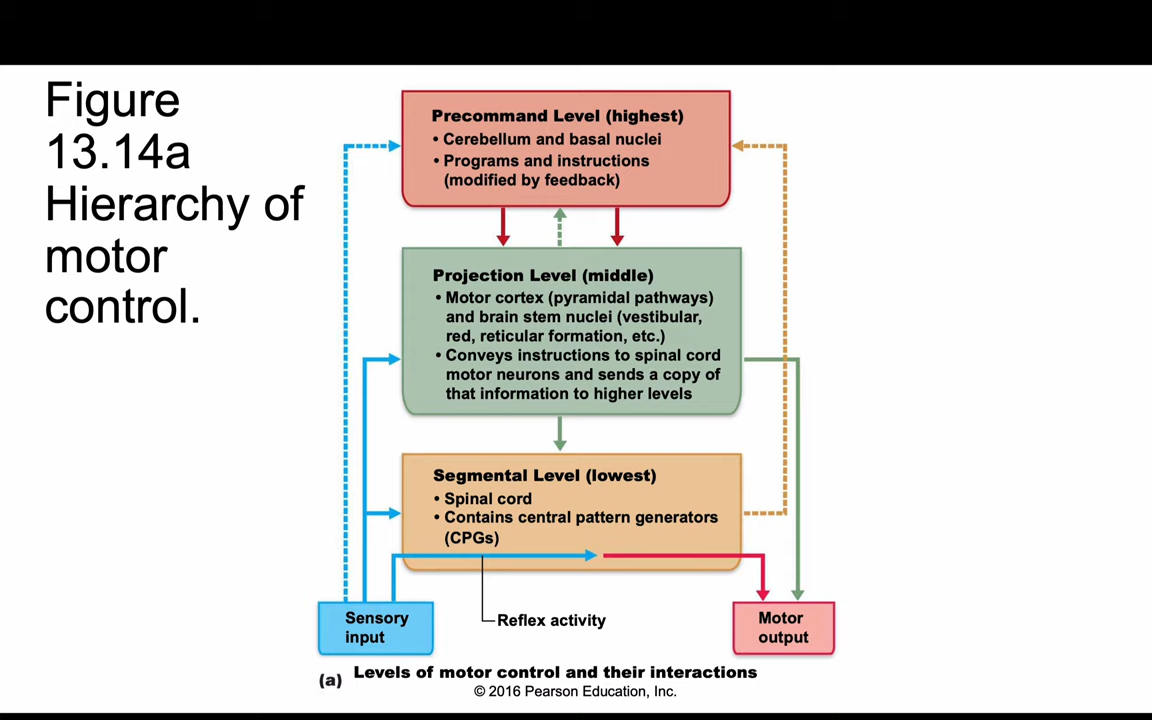 Figure
13.14a
Hierarchy of
motor
control.
Precommand Level (highest)
• Cerebellum and basal nuclei
• Programs and instructions
(modified by feedback)
Projection Level (middle)
• Motor cortex (pyramidal pathways)
and brain stem nuclei (vestibular,
red, reticular formation, etc.)
• Conveys instructions to spinal cord
motor neurons and sends a copy of
that information to higher levels
Segmental Level (lowest)
• Spinal cord
• Contains central pattern generators
(CPGs)
Sensory
input
Reflex activity
Motor
output
(a) Levels of motor control and their interactions
© 2016 Pearson Education, Inc.